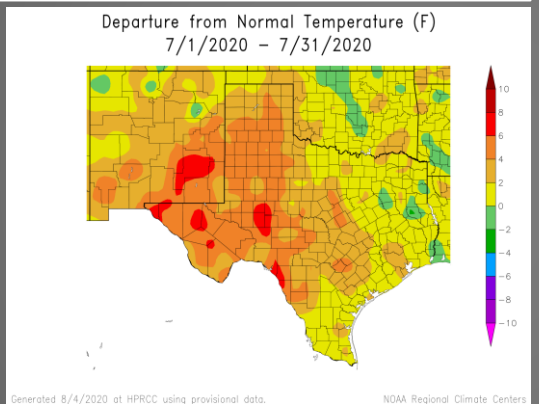 Departure from Normal Temperature (F)
7/1/2020 – 7/31/2020
10
8
6
4
2
0
−2
−4
−6
−8
−10
Generated 8/4/2020 at HPRCC using provisional data.
NOAA Regional Climate Centers